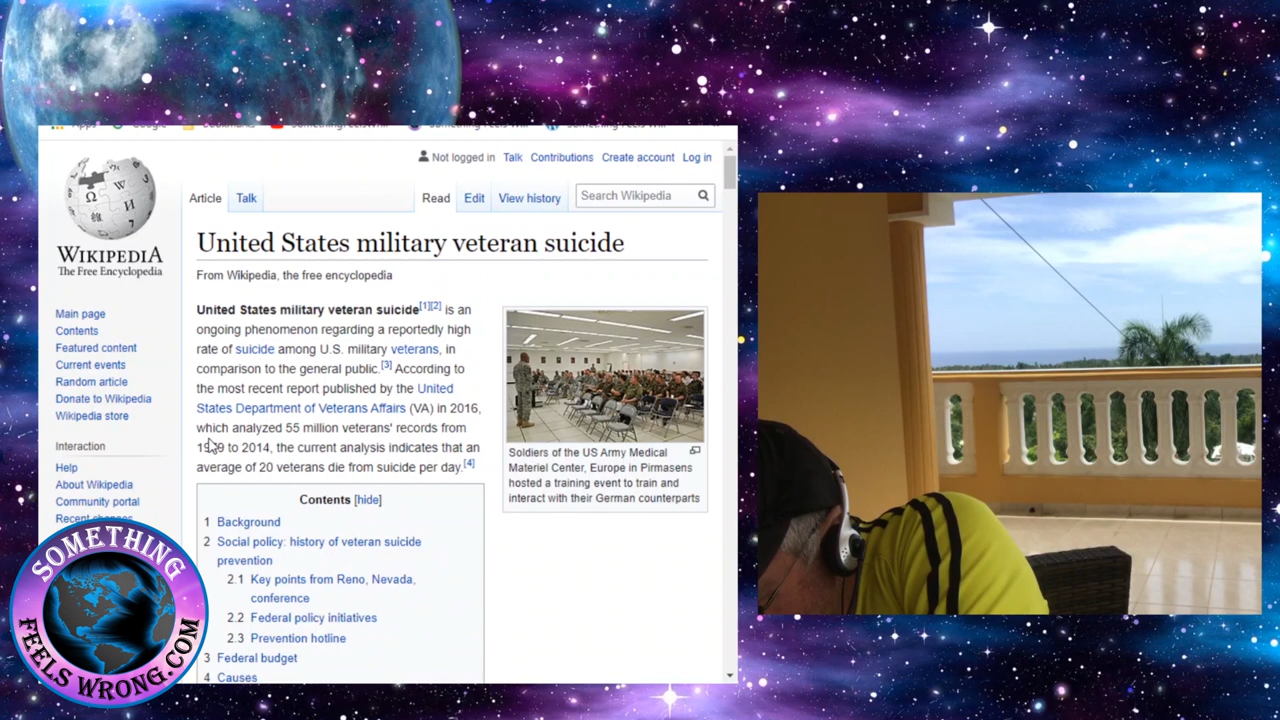 Not logged in Talk Contributions Create account Log in
Article Talk Read Edit View history Search Wikipedia
WIKIPEDIA
The Free Encyclopedia
United States military veteran suicide
From Wikipedia, the free encyclopedia
Main page
Contents
Featured content
Current events
Random article
Donate to Wikipedia
Wikipedia store
Interaction
Help
About Wikipedia
Community portal
Recent changes
United States military veteran suicide[1][2] is an
ongoing phenomenon regarding a reportedly high
rate of suicide among U.S. military veterans, in
comparison to the general public.[3] According to
the most recent report published by the United
States Department of Veterans Affairs (VA) in 2016,
which analyzed 55 million veterans' records from
to 2014, the current analysis indicates that an
average of 20 veterans die from suicide per day.[4]
Soldiers of the US Army Medical
Materiel Center, Europe in Pirmasens
hosted a training event to train and
interact with their German counterparts
Contents [hide]
1 Background
2 Social policy: history of veteran suicide
prevention
2.1 Key points from Reno, Nevada,
conference
2.2 Federal policy initiatives
2.3 Prevention hotline
3 Federal budget
4 Causes
SOMETHING
FEELS WRONG.COM